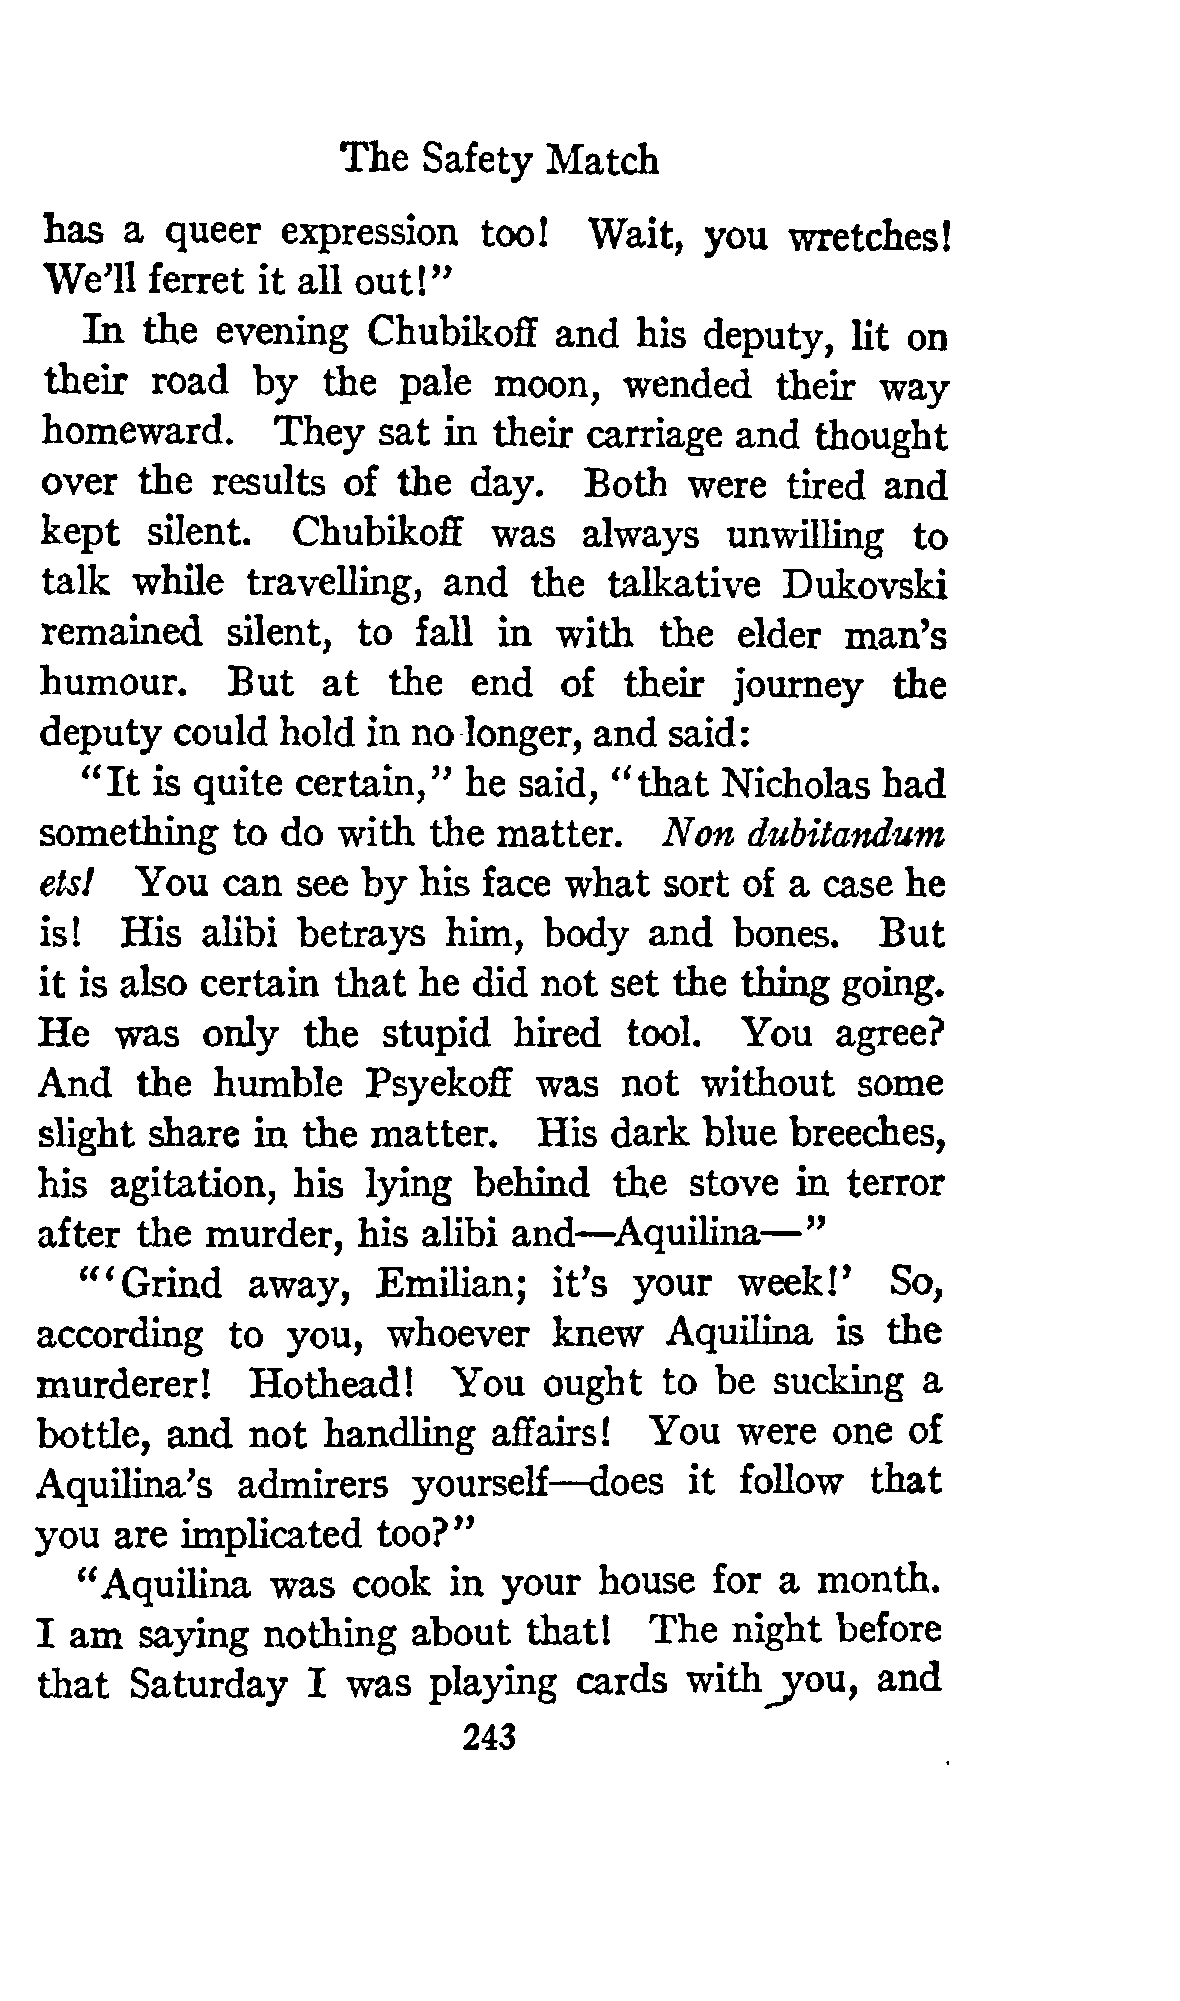 The Safety Match
has a queer expression too! Wait, you wretches!
We'll ferret it all out!"
In the evening Chubikoff and his deputy, lit on
their road by the pale moon, wended their way
homeward. They sat in their carriage and thought
over the results of the day. Both were tired and
kept silent. Chubikoff was always unwilling to
talk while travelling, and the talkative Dukovski
remained silent, to fall in with the elder man's
humour. But at the end of their journey the
deputy could hold in no longer, and said:
"It is quite certain," he said, "that Nicholas had
something to do with the matter. Non dubitandum
ets! You can see by his face what sort of a case he
is! His alibi betrays him, body and bones. But
it is also certain that he did not set the thing going.
He was only the stupid hired tool. You agree?
And the humble Psyekoff was not without some
slight share in the matter. His dark blue breeches,
his agitation, his lying behind the stove in terror
after the murder, his alibi and—Aquilina—"
"'Grind away, Emilian; it's your week!' So,
according to you, whoever knew Aquilina is the
murderer! Hothead! You ought to be sucking a
bottle, and not handling affairs! You were one of
Aquilina's admirers yourself—does it follow that
you are implicated too?"
"Aquilina was cook in your house for a month.
I am saying nothing about that! The night before
that Saturday I was playing cards with you, and
243